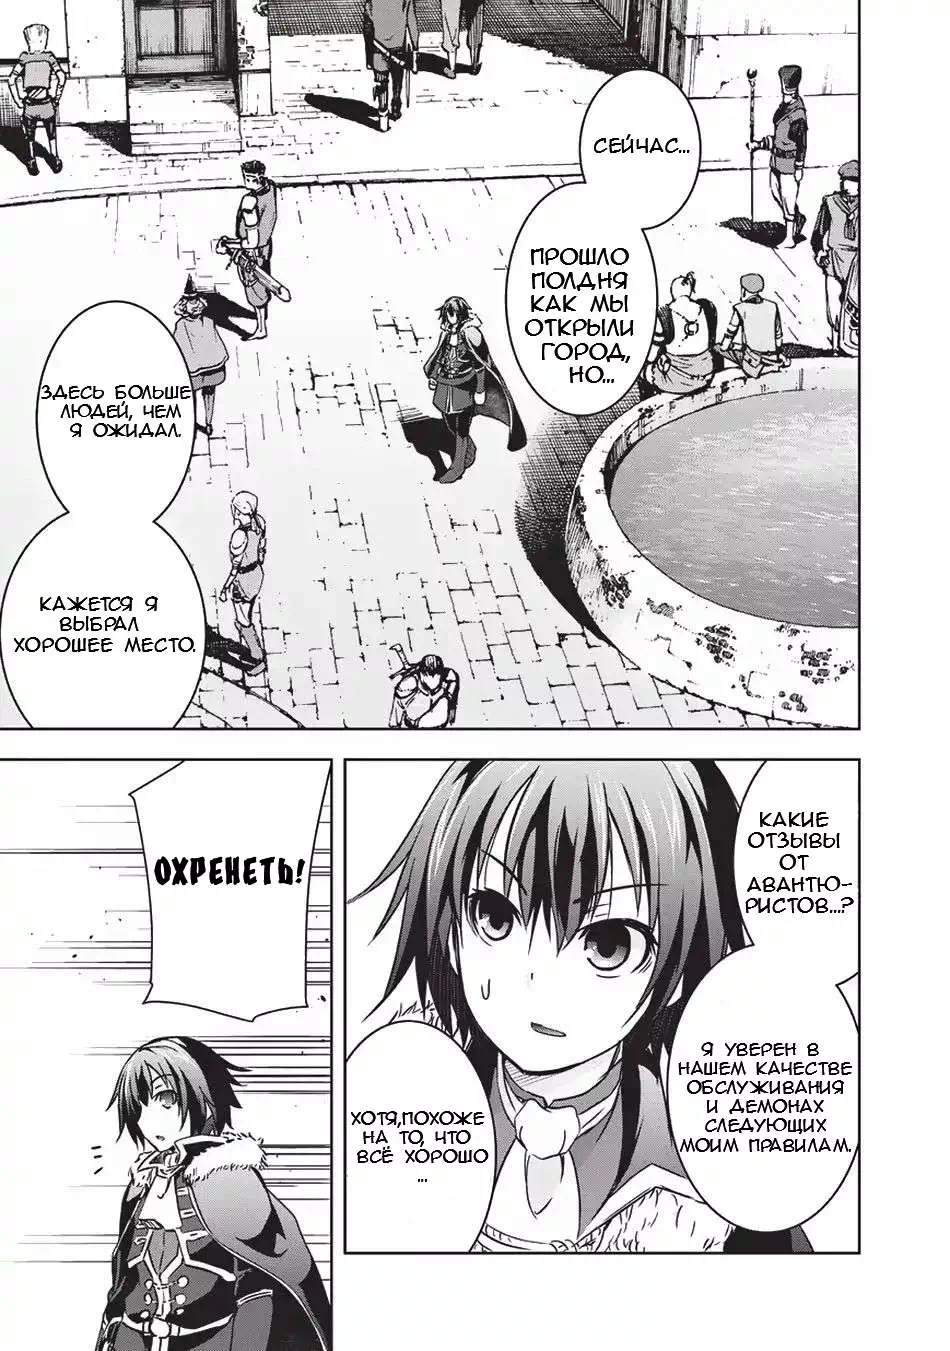 СЕЙЧАС...
ПРОШЛО
ПОЛДНЯ
КАК МЫ
ОТКРЫЛИ
ГОРОД,
НО...
ЗДЕСЬ БОЛЬШЕ
ЛЮДЕЙ, ЧЕМ
Я ОЖИДАЛ.
КАЖЕТСЯ Я
ВЫБРАЛ
ХОРОШЕЕ МЕСТО.
КАКИЕ
ОТЗЫВЫ
ОТ
АВАНТЮ-
РИСТОВ...?
Я УВЕРЕН В
НАШЕМ КАЧЕСТВЕ
ОБСЛУЖИВАНИЯ
И ДЕМОНАХ
СЛЕДУЮЩИХ
МОИМ ПРАВИЛАМ.
ХОТЯ,ПОХОЖЕ
НА ТО, ЧТО
ВСЁ ХОРОШО
...
ОХРЕНЕТЬ!